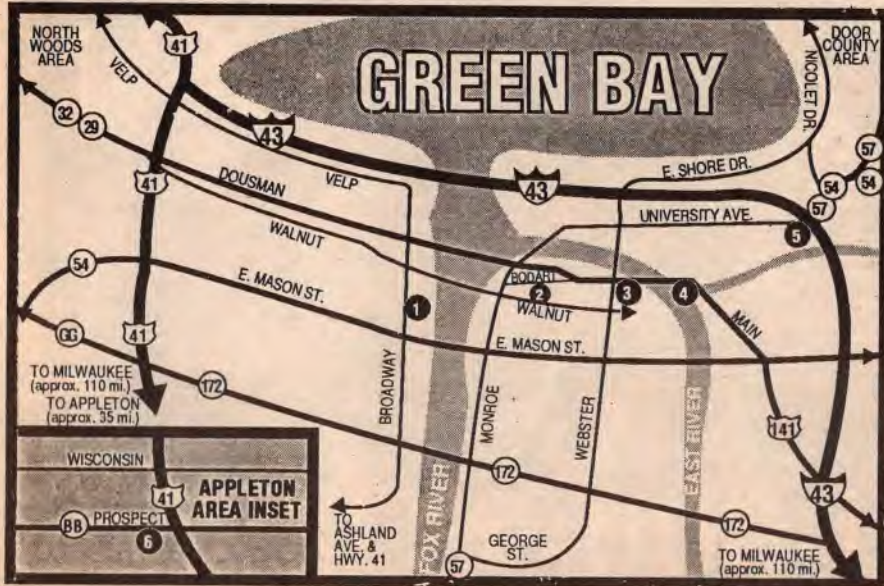 NORTH
WOODS
AREA
41
VELP
GREEN BAY
DOOR
COUNTY
AREA
NICOLET DR.
32
29
43
57
54
54
57
E. SHORE DR.
41
DOUSMAN
VELP
43
UNIVERSITY AVE.
5
WALNUT
54
E. MASON ST.
BODART
1
2
3
4
WALNUT
MAIN
E. MASON ST.
GG
41
TO MILWAUKEE
(approx. 110 mi.)
TO APPLETON
(approx. 35 mi.)
172
BROADWAY
MONROE
WEBSTER
141
FOX RIVER
EAST RIVER
172
43
WISCONSIN
41
APPLETON
AREA INSET
BB
PROSPECT
6
TO
ASHLAND
AVE. &
HWY. 41
57
GEORGE
ST.
172
TO MILWAUKEE
(approx. 110 mi.)